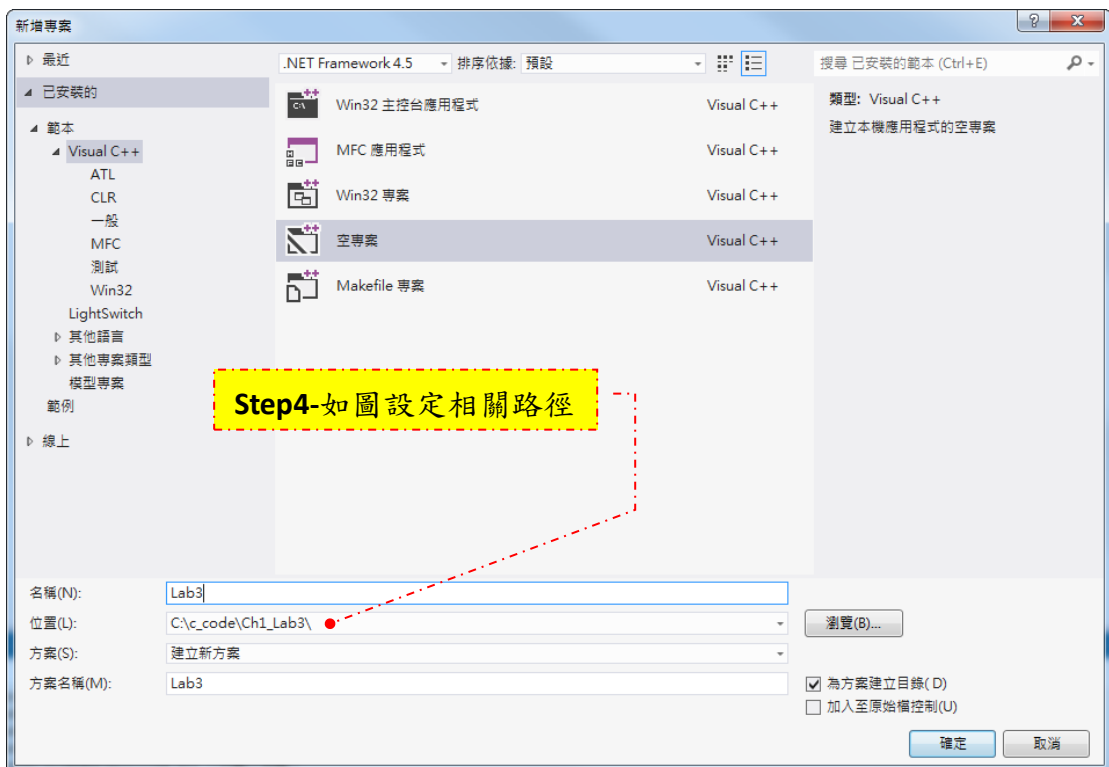 新增專案
最近
.NET Framework 4.5 排序依據: 預設
搜尋 已安裝的範本 (Ctrl+E)
已安裝的
範本
Visual C++
ATL
CLR
一般
MFC
測試
Win32
LightSwitch
其他語言
其他專案類型
模型專案
範例
線上
Win32 主控台應用程式 Visual C++
MFC 應用程式 Visual C++
Win32 專案 Visual C++
空專案 Visual C++
Makefile 專案 Visual C++
類型: Visual C++
建立本機應用程式的空專案
Step4-如圖設定相關路徑
名稱(N): Lab3
位置(L): C:\c_code\Ch1_Lab3\ 瀏覽(B)...
方案(S): 建立新方案
方案名稱(M): Lab3
為方案建立目錄( D)
加入至原始檔控制(U)
確定 取消